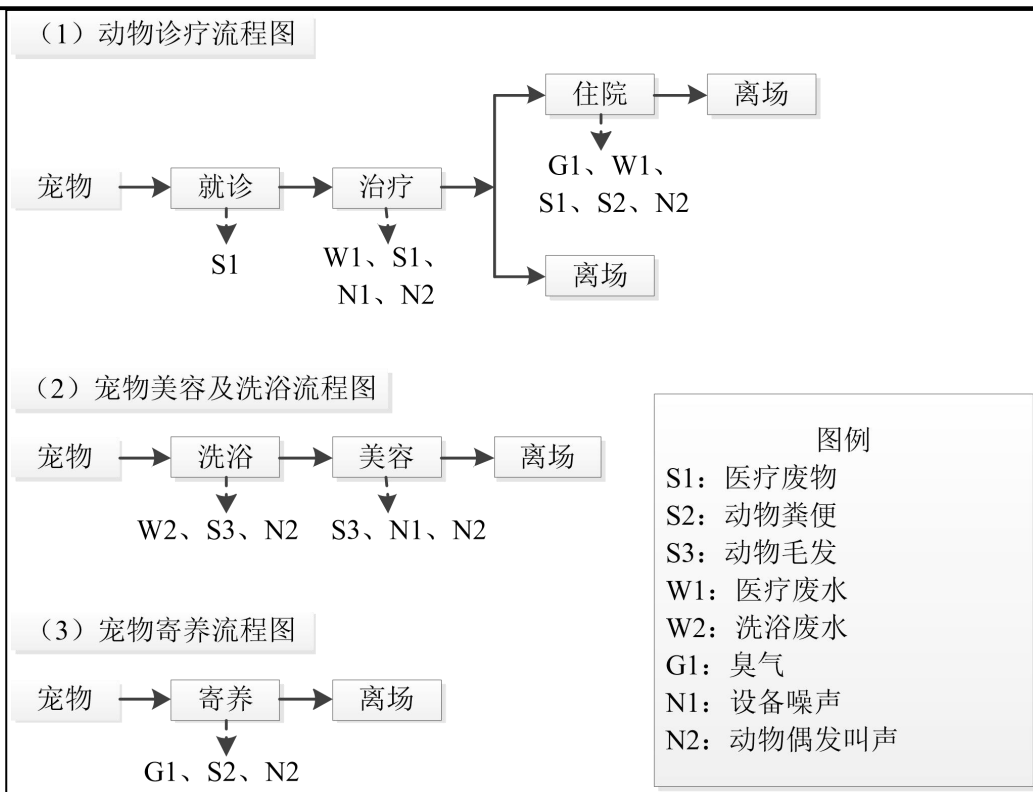 （1）动物诊疗流程图
住院
离场
G1、W1、
S1、S2、N2
宠物
就诊
治疗
S1
W1、S1、
N1、N2
离场
（2）宠物美容及洗浴流程图
宠物
洗浴
美容
离场
W2、S3、N2
S3、N1、N2
（3）宠物寄养流程图
宠物
寄养
离场
G1、S2、N2
图例
S1：医疗废物
S2：动物粪便
S3：动物毛发
W1：医疗废水
W2：洗浴废水
G1：臭气
N1：设备噪声
N2：动物偶发叫声